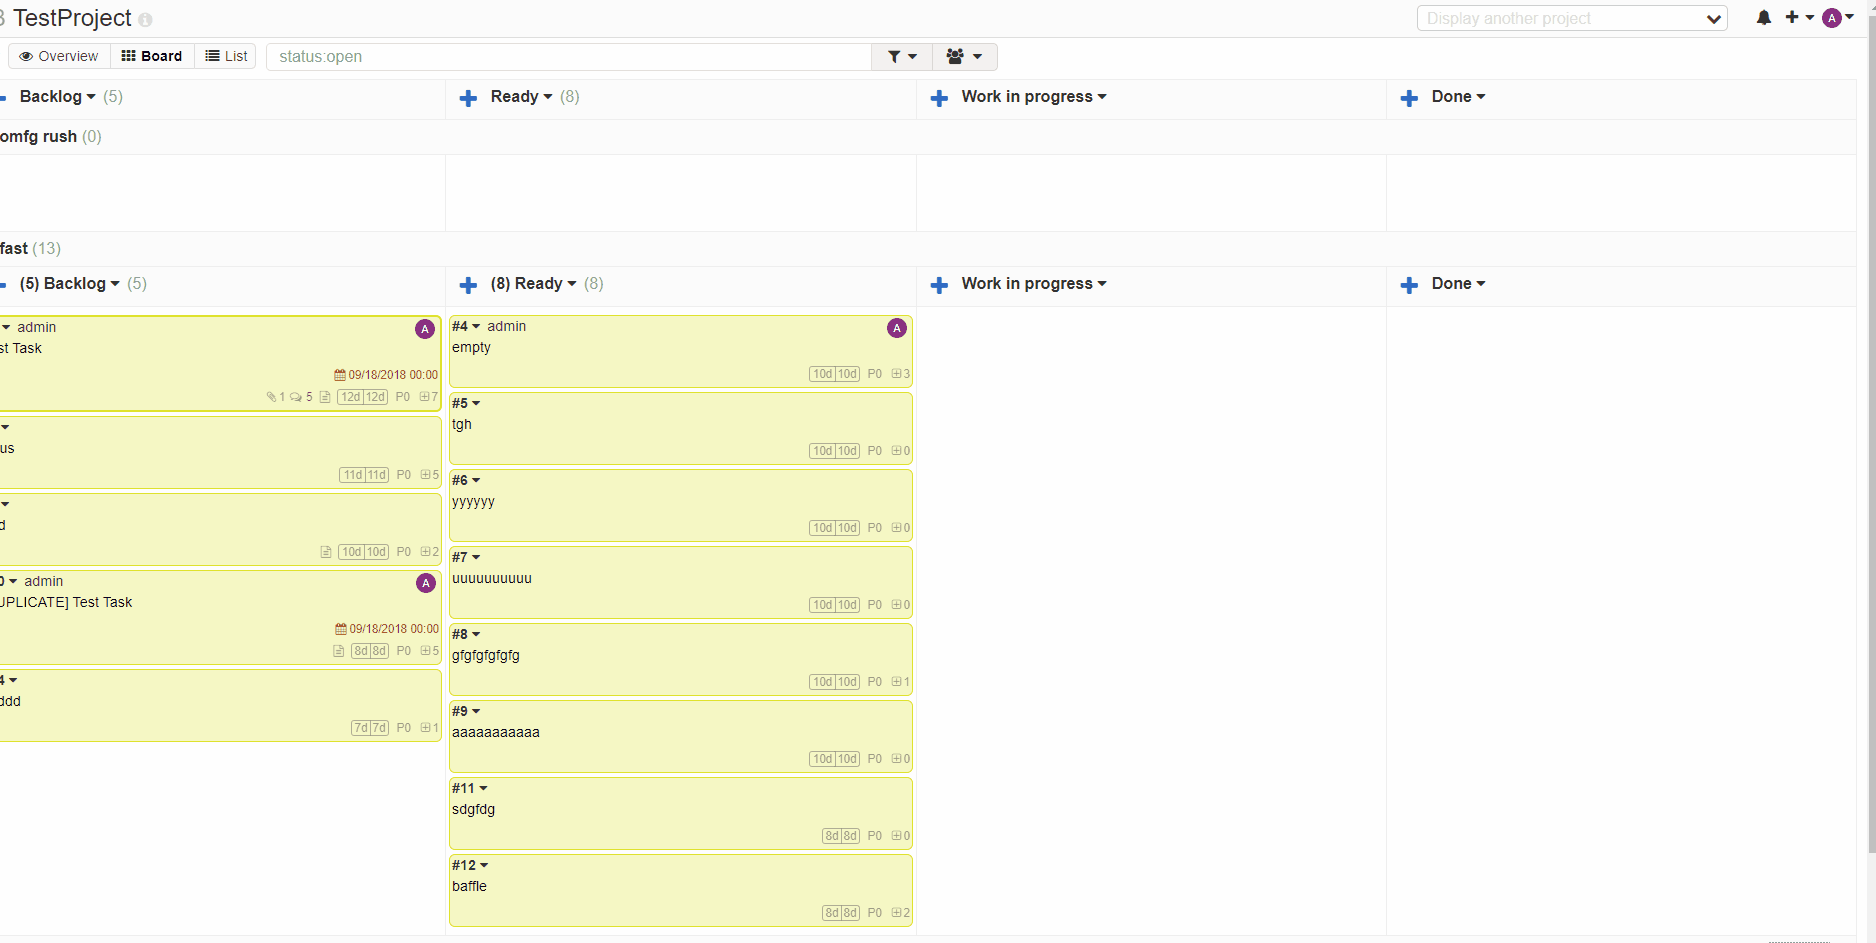 TestProject
Display another project
A
Overview
Board
List
status:open
Backlog (5)
Ready (8)
Work in progress
Done
omfg rush (0)
fast (13)
(5) Backlog (5)
(8) Ready (8)
Work in progress
Done
admin
A
st Task
09/18/2018 00:00
1 5 12d 12d P0 7
us
11d 11d P0 5
d
10d 10d P0 2
0 admin
A
UPLICATE] Test Task
09/18/2018 00:00
8d 8d P0 5
4
ddd
7d 7d P0 1
#4 admin
A
empty
10d 10d P0 3
#5
tgh
10d 10d P0 0
#6
yyyyyy
10d 10d P0 0
#7
uuuuuuuuuu
10d 10d P0 0
#8
gfgfgfgfgfg
10d 10d P0 1
#9
aaaaaaaaaaa
10d 10d P0 0
#11
sdgfdg
8d 8d P0 0
#12
baffle
8d 8d P0 2